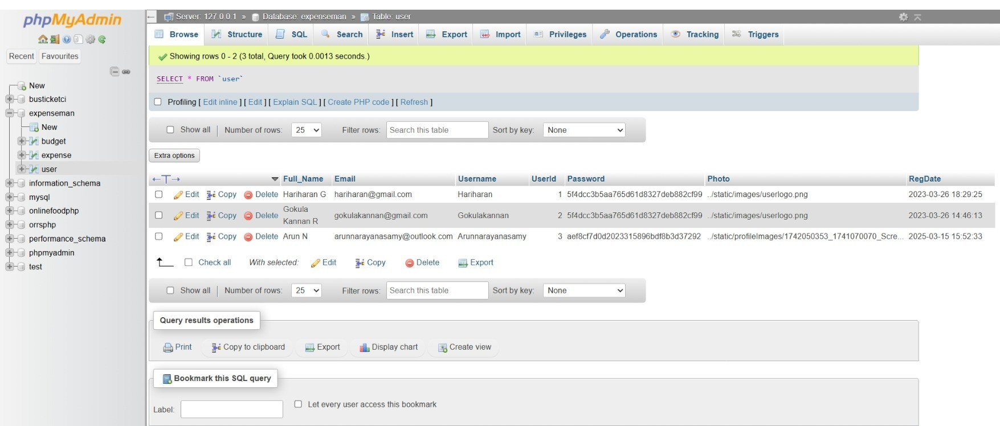 phpMyAdmin
Recent Favourites
New
busticketci
expenseman
New
budget
expense
user
information_schema
mysql
onlinefoodphp
orrsphp
performance_schema
phpmyadmin
test
Server: 127.0.0.1 » Database: expenseman » Table: user
Browse Structure SQL Search Insert Export Import Privileges Operations Tracking Triggers
Showing rows 0 - 2 (3 total, Query took 0.0013 seconds.)
SELECT * FROM `user`
Profiling [ Edit inline ] [ Edit ] [ Explain SQL ] [ Create PHP code ] [ Refresh ]
Show all | Number of rows: 25 Filter rows: Search this table Sort by key: None
Extra options
←T→ Full_Name Email Username UserId Password Photo RegDate
Edit Copy Delete Hariharan G hariharan@gmail.com Hariharan 1 5f4dcc3b5aa765d61d8327deb882cf99 ../static/images/userlogo.png 2023-03-26 18:29:25
Edit Copy Delete Gokula Kannan R gokulakannan@gmail.com Gokulakannan 2 5f4dcc3b5aa765d61d8327deb882cf99 ../static/images/userlogo.png 2023-03-26 14:46:13
Edit Copy Delete Arun N arunnarayanasamy@outlook.com Arunnarayanasamy 3 aef8cf7d0d2023315896bdf8b3d37292 ../static/profileImages/1742050353_1741070070_Scre... 2025-03-15 15:52:33
Check all With selected: Edit Copy Delete Export
Show all | Number of rows: 25 Filter rows: Search this table Sort by key: None
Query results operations
Print Copy to clipboard Export Display chart Create view
Bookmark this SQL query
Label: Let every user access this bookmark